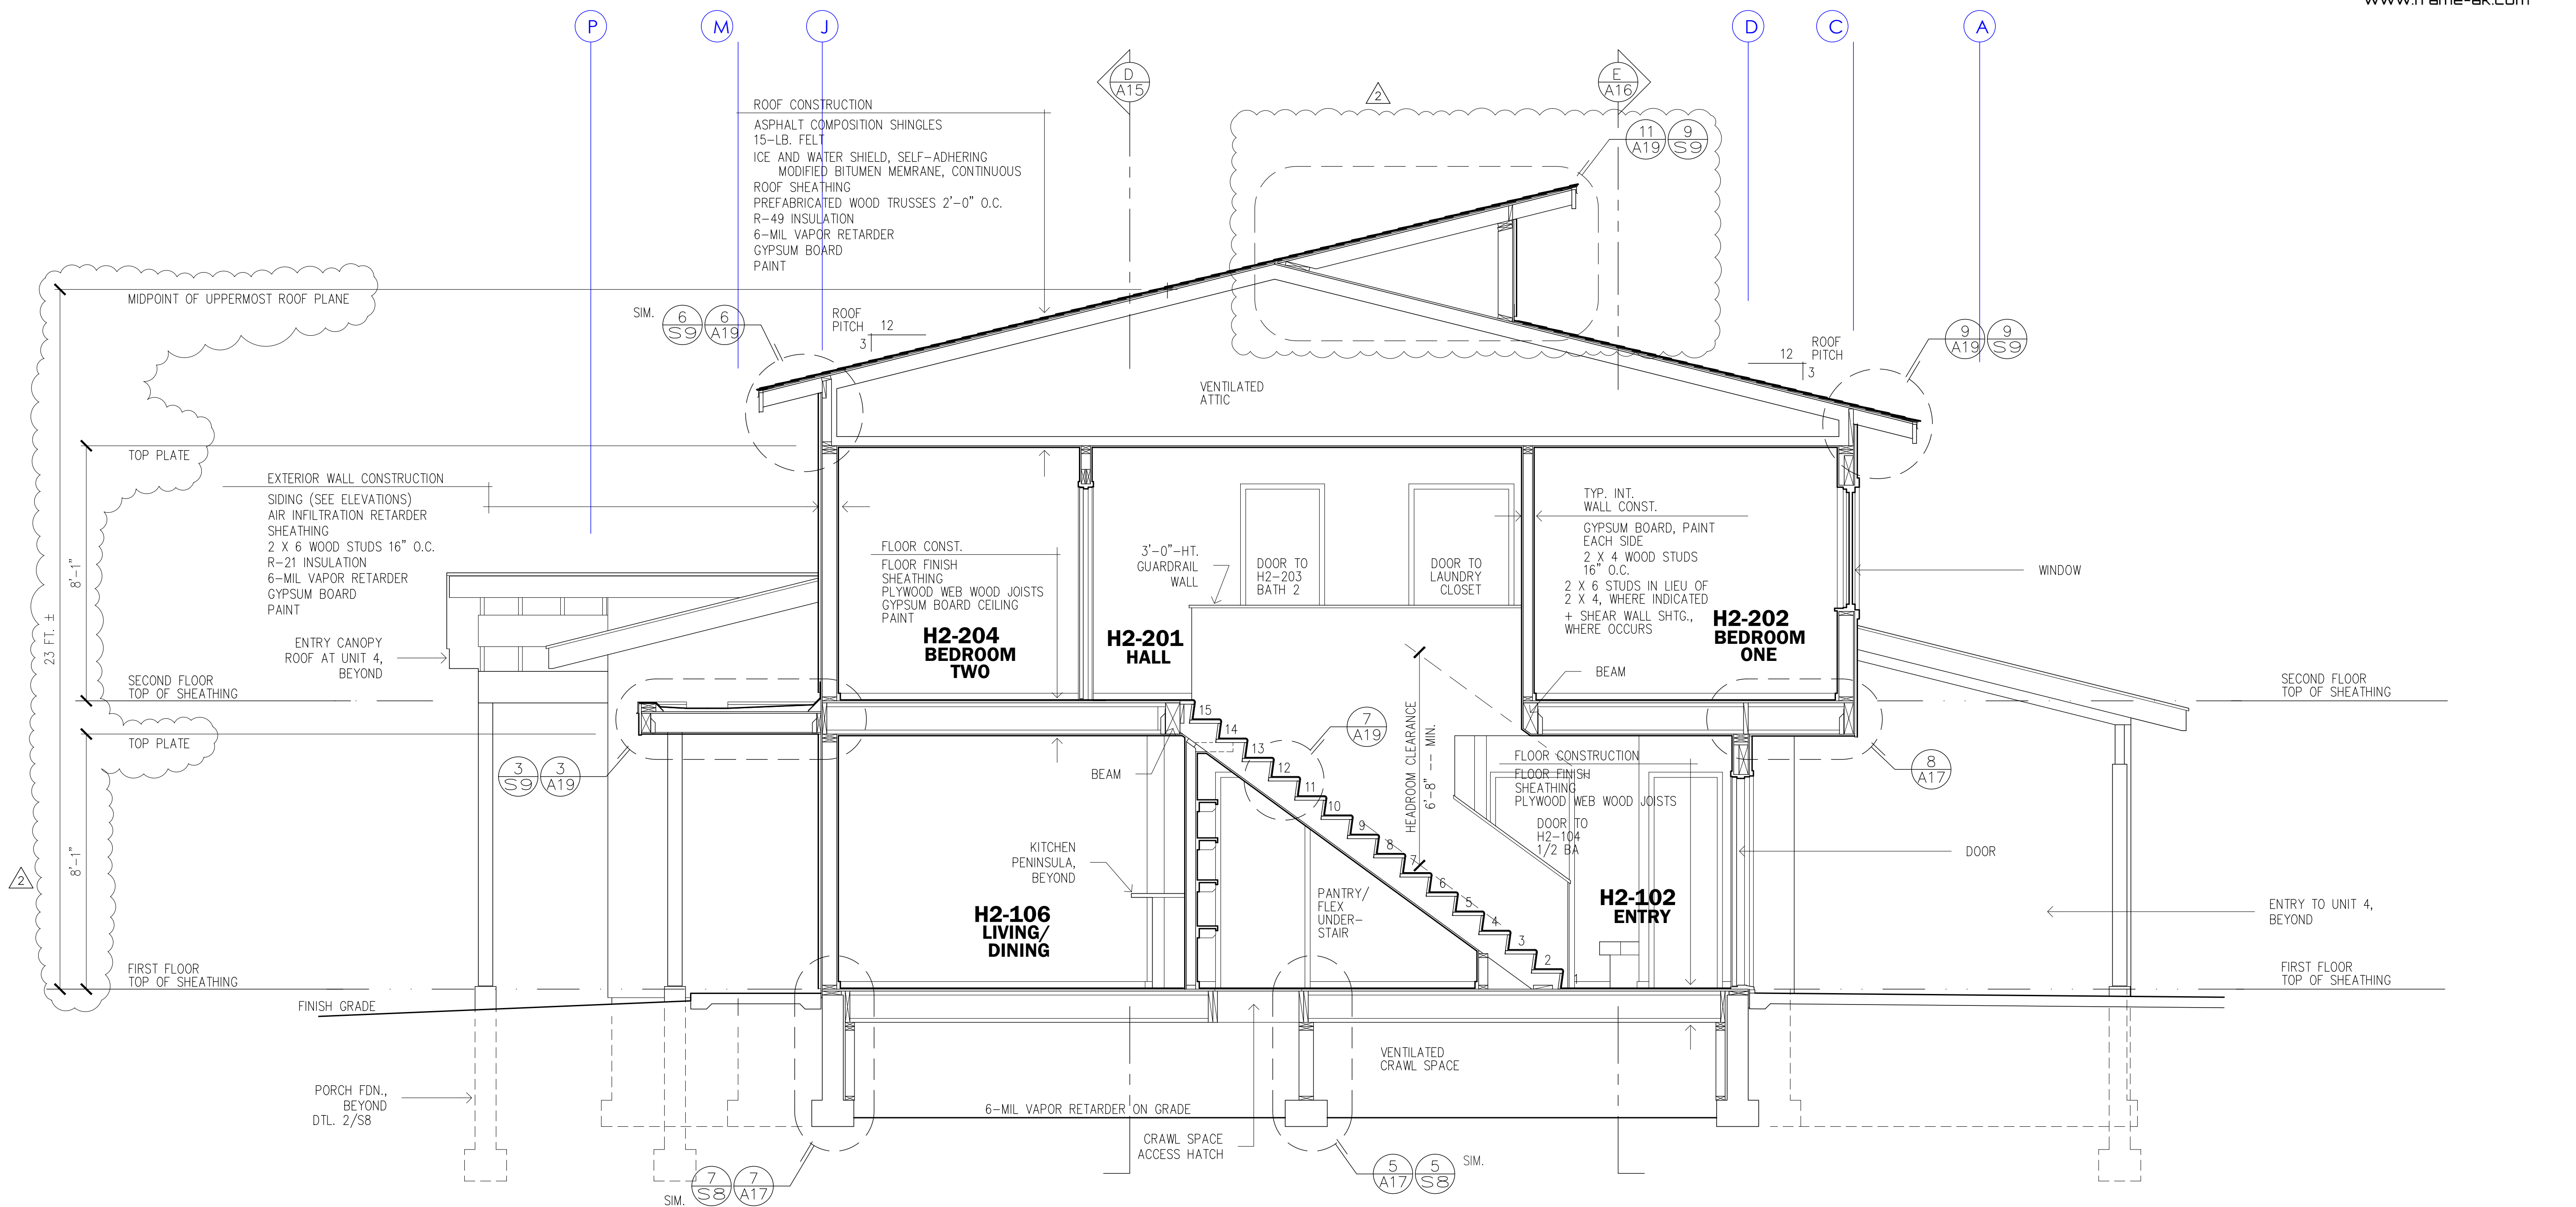 www.frame-ak.com
P
M
J
D
C
A
D
A15
E
A16
2
ROOF CONSTRUCTION
ASPHALT COMPOSITION SHINGLES
15-LB. FELT
ICE AND WATER SHIELD, SELF-ADHERING
MODIFIED BITUMEN MEMRANE, CONTINUOUS
ROOF SHEATHING
PREFABRICATED WOOD TRUSSES 2'-0" O.C.
R-49 INSULATION
6-MIL VAPOR RETARDER
GYPSUM BOARD
PAINT
11
A19
9
S9
MIDPOINT OF UPPERMOST ROOF PLANE
SIM.
6
S9
6
A19
ROOF
PITCH
12
3
12
3
ROOF
PITCH
9
A19
9
S9
VENTILATED
ATTIC
TOP PLATE
EXTERIOR WALL CONSTRUCTION
SIDING (SEE ELEVATIONS)
AIR INFILTRATION RETARDER
SHEATHING
2 X 6 WOOD STUDS 16" O.C.
R-21 INSULATION
6-MIL VAPOR RETARDER
GYPSUM BOARD
PAINT
8'-1"
23 FT. ±
FLOOR CONST.
FLOOR FINISH
SHEATHING
PLYWOOD WEB WOOD JOISTS
GYPSUM BOARD CEILING
PAINT
H2-204
BEDROOM
TWO
H2-201
HALL
3'-0"-HT.
GUARDRAIL
WALL
DOOR TO
H2-203
BATH 2
DOOR TO
LAUNDRY
CLOSET
TYP. INT.
WALL CONST.
GYPSUM BOARD, PAINT
EACH SIDE
2 X 4 WOOD STUDS
16" O.C.
2 X 6 STUDS IN LIEU OF
2 X 4, WHERE INDICATED
+ SHEAR WALL SHTG.,
WHERE OCCURS
H2-202
BEDROOM
ONE
WINDOW
ENTRY CANOPY
ROOF AT UNIT 4,
BEYOND
SECOND FLOOR
TOP OF SHEATHING
BEAM
SECOND FLOOR
TOP OF SHEATHING
TOP PLATE
3
S9
3
A19
BEAM
15
14
13
12
11
10
9
8
7
6
5
4
3
2
1
7
A19
HEADROOM CLEARANCE
6'-8" -- MIN.
FLOOR CONSTRUCTION
FLOOR FINISH
SHEATHING
PLYWOOD WEB WOOD JOISTS
DOOR TO
H2-104
1/2 BA
8
A17
DOOR
8'-1"
2
KITCHEN
PENINSULA,
BEYOND
H2-106
LIVING/
DINING
PANTRY/
FLEX
UNDER-
STAIR
H2-102
ENTRY
ENTRY TO UNIT 4,
BEYOND
FIRST FLOOR
TOP OF SHEATHING
FIRST FLOOR
TOP OF SHEATHING
FINISH GRADE
VENTILATED
CRAWL SPACE
PORCH FDN.,
BEYOND
DTL. 2/S8
6-MIL VAPOR RETARDER ON GRADE
CRAWL SPACE
ACCESS HATCH
SIM.
7
S8
7
A17
5
A17
5
S8
SIM.